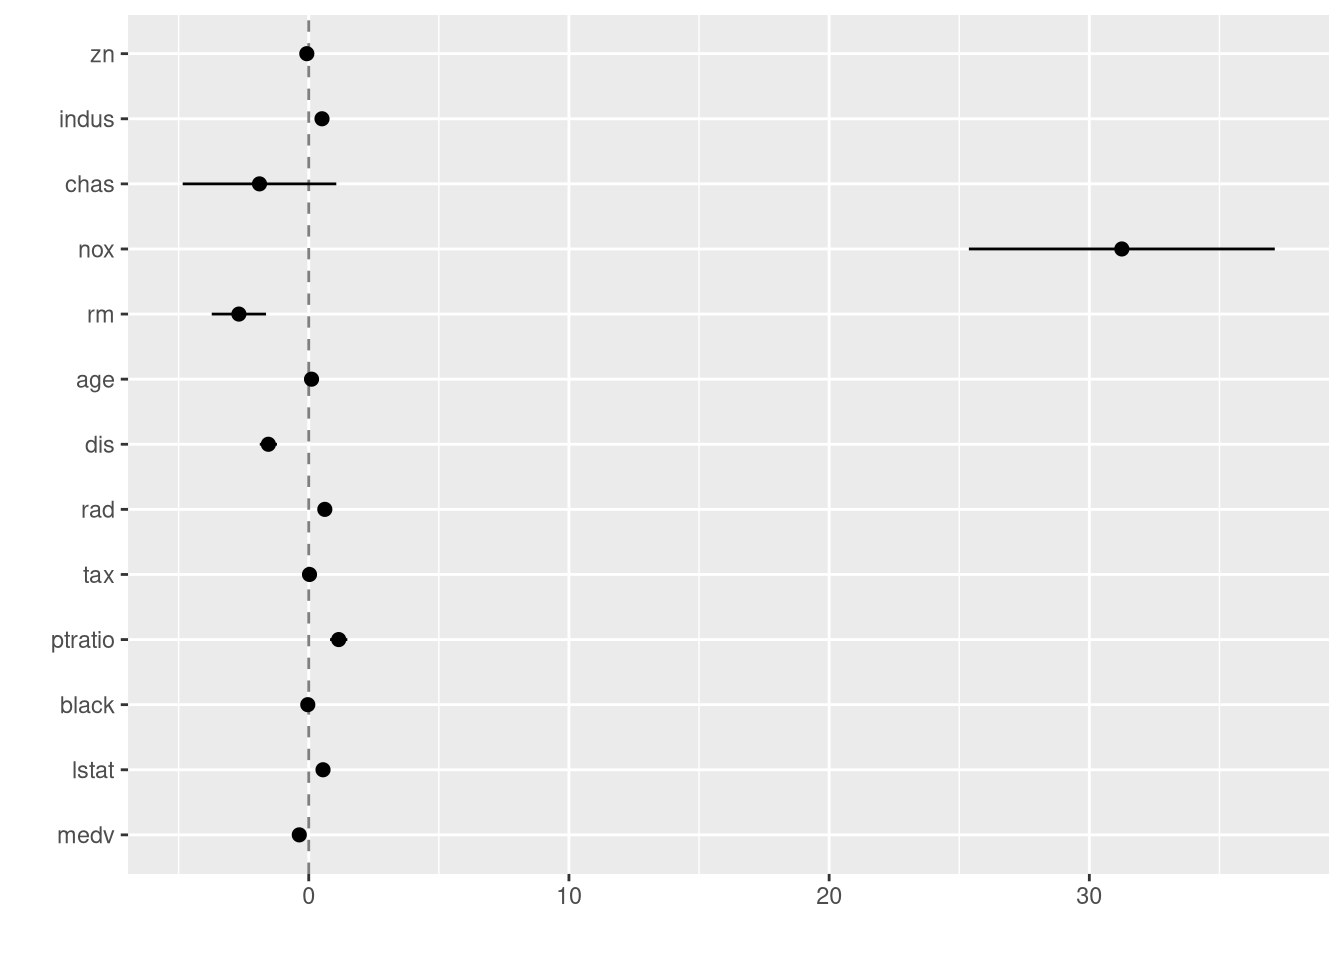 zn
indus
chas
nox
rm
age
dis
rad
tax
ptratio
black
lstat
medv
0 10 20 30